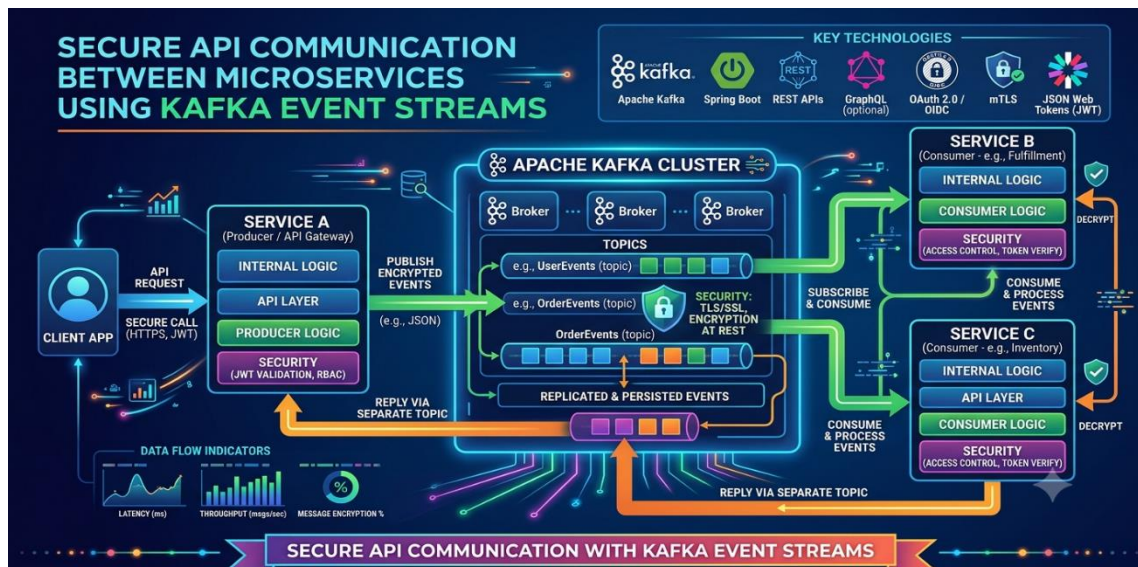 SECURE API COMMUNICATION
BETWEEN MICROSERVICES
USING KAFKA EVENT STREAMS
KEY TECHNOLOGIES
kafka
Apache Kafka
Spring Boot
REST
REST APIs
GraphQL
(optional)
OAuth 2.0 /
OIDC
mTLS
JSON Web
Tokens (JWT)
CLIENT APP
API
REQUEST
SECURE CALL
(HTTPS, JWT)
SERVICE A
(Producer / API Gateway)
INTERNAL LOGIC
API LAYER
PRODUCER LOGIC
SECURITY
(JWT VALIDATION, RBAC)
PUBLISH
ENCRYPTED
EVENTS
(e.g., JSON)
APACHE KAFKA CLUSTER
Broker
Broker
Broker
TOPICS
e.g., UserEvents (topic)
e.g., OrderEvents (topic)
SECURITY:
TLS/SSL,
ENCRYPTION
AT REST
OrderEvents (topic)
REPLICATED & PERSISTED EVENTS
REPLY VIA
SEPARATE TOPIC
SUBSCRIBE
& CONSUME
SERVICE B
(Consumer - e.g., Fulfillment)
INTERNAL LOGIC
CONSUMER LOGIC
SECURITY
(ACCESS CONTROL, TOKEN VERIFY)
DECRYPT
CONSUME
& PROCESS
EVENTS
SERVICE C
(Consumer - e.g., Inventory)
INTERNAL LOGIC
API LAYER
CONSUMER LOGIC
SECURITY
(ACCESS CONTROL, TOKEN VERIFY)
DECRYPT
CONSUME
& PROCESS
EVENTS
REPLY VIA SEPARATE TOPIC
DATA FLOW INDICATORS
LATENCY (ms)
THROUGHPUT (msgs/sec)
%
MESSAGE ENCRYPTION %
SECURE API COMMUNICATION WITH KAFKA EVENT STREAMS